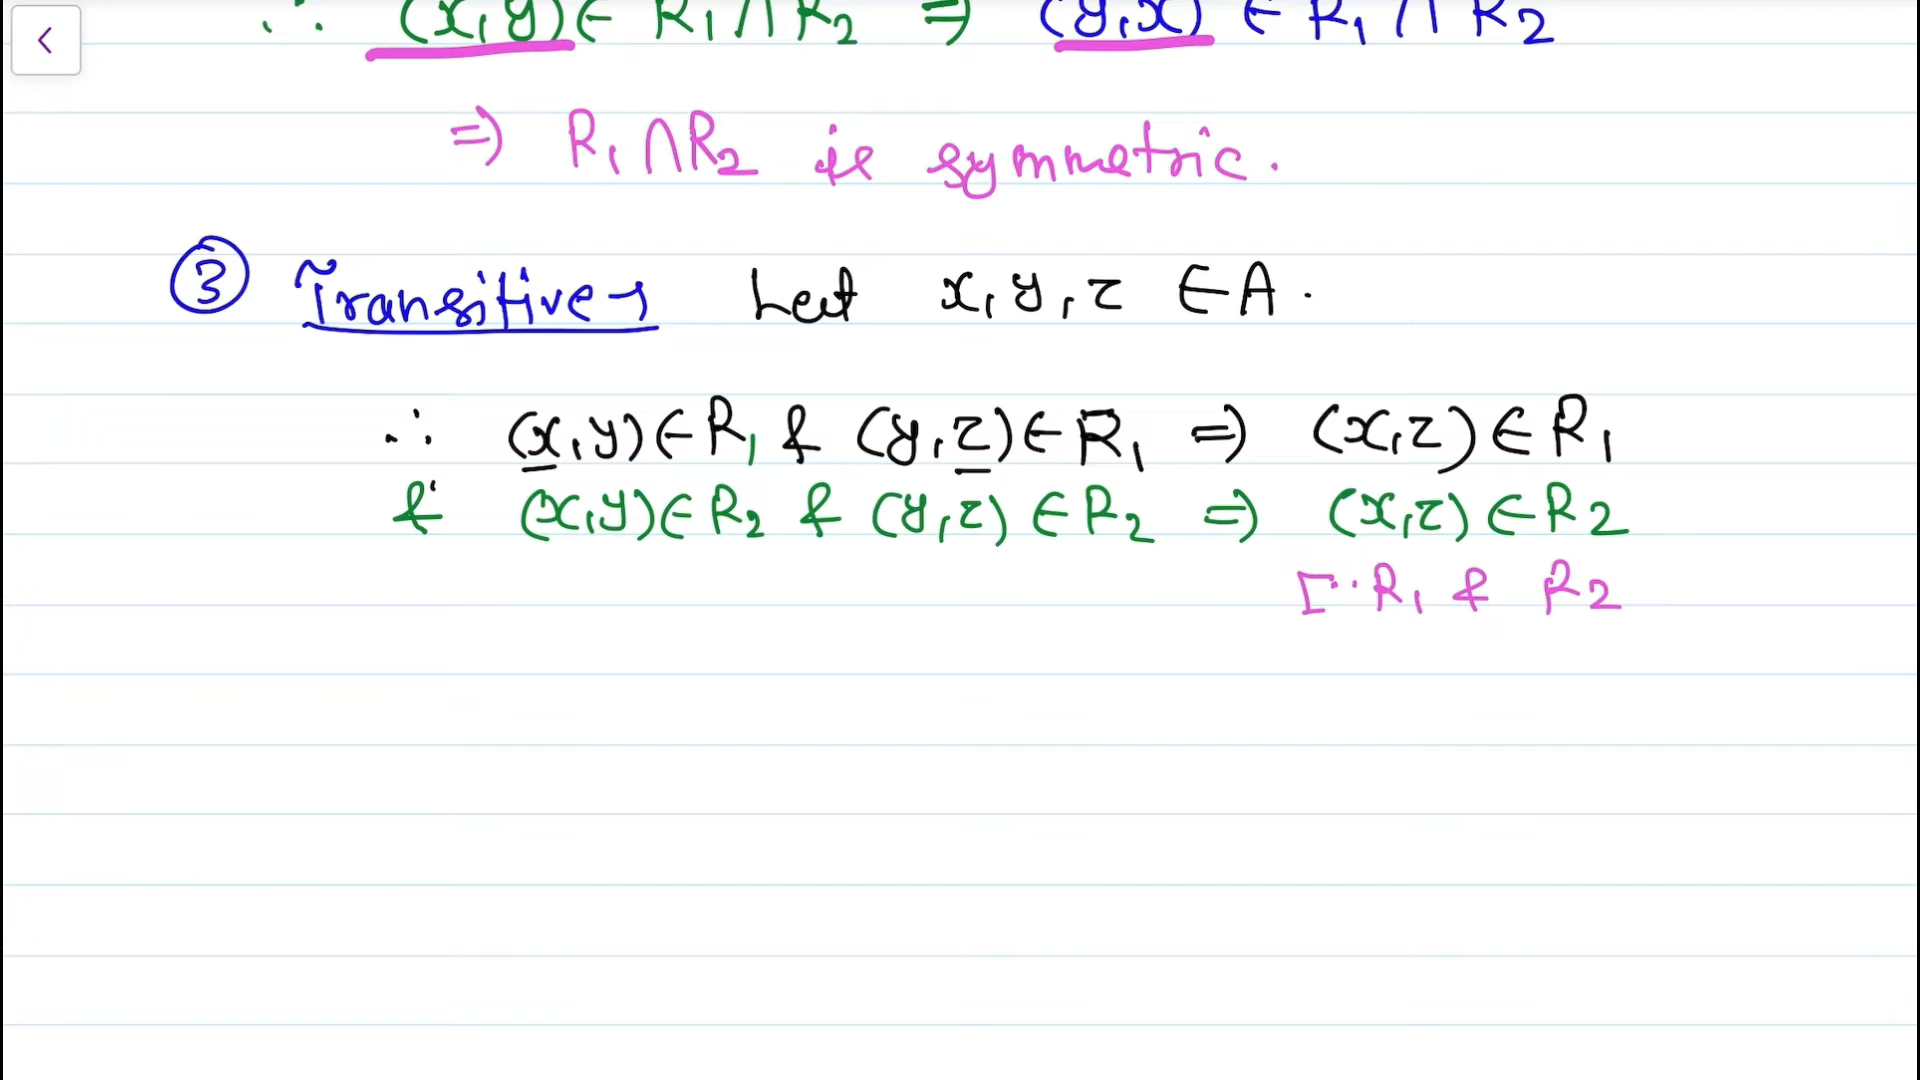 ∴ (x,y) ∈ R₁ ∩ R₂ ⇒ (y,x) ∈ R₁ ∩ R₂
⇒ R₁ ∩ R₂ is symmetric.
③ Transitive → Let x, y, z ∈ A.
∴ (x,y) ∈ R₁ & (y,z) ∈ R₁ ⇒ (x,z) ∈ R₁
& (x,y) ∈ R₂ & (y,z) ∈ R₂ ⇒ (x,z) ∈ R₂
[∵ R₁ & R₂